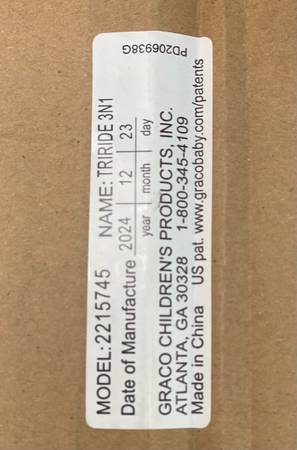 MODEL: 2215745 NAME: TRIRIDE 3N1
Date of Manufacture 2024 | 12 | 23
year | month | day
GRACO CHILDREN'S PRODUCTS, INC.
ATLANTA, GA 30328 1-800-345-4109
Made in China US pat. www.gracobaby.com/patents
PD206938G